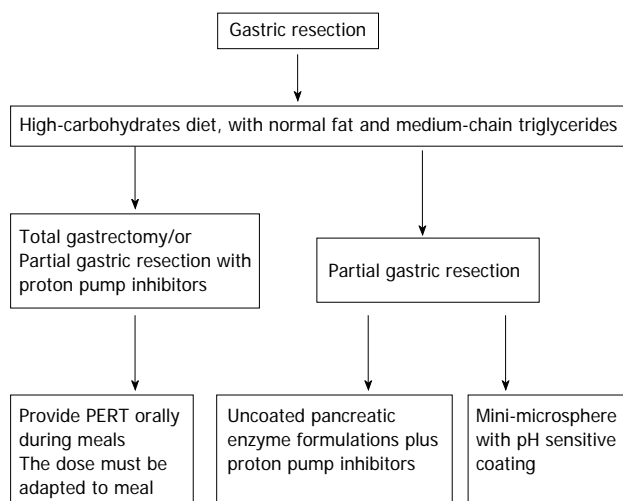 Gastric resection
High-carbohydrates diet, with normal fat and medium-chain triglycerides
Total gastrectomy/or
Partial gastric resection with
proton pump inhibitors
Partial gastric resection
Provide PERT orally
during meals
The dose must be
adapted to meal
Uncoated pancreatic
enzyme formulations plus
proton pump inhibitors
Mini-microsphere
with pH sensitive
coating